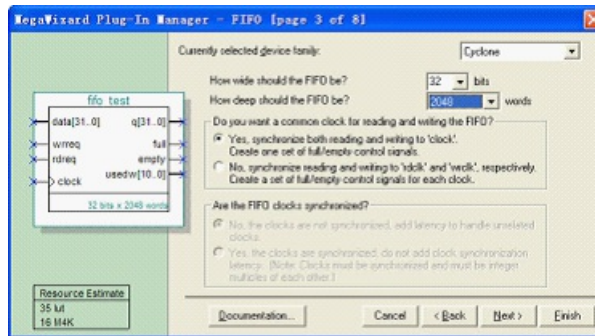 MegaWizard Plug-In Manager - FIFO [page 3 of 8]
Currently selected device family:
Cyclone
How wide should the FIFO be?
32
bits
How deep should the FIFO be?
2048
words
Do you want a common clock for reading and writing the FIFO?
Yes, synchronize both reading and writing to 'clock'.
Create one set of full/empty control signals.
No, synchronize reading and writing to 'rdclk' and 'wrclk', respectively.
Create a set of full/empty control signals for each clock.
Are the FIFO clocks synchronized?
No, the clocks are not synchronized, add latency to handle unrelated
clocks.
Yes, the clocks are synchronized, do not add clock synchronization
latency. (Note: Clocks must be synchronized and must be integer
multiples of each other.)
fifo_test
data[31..0]
q[31..0]
wrreq
full
rdreq
empty
usedw[10..0]
clock
32 bits x 2048 words
Resource Estimate
35 lut
16 M4K
Documentation...
Cancel
< Back
Next >
Finish